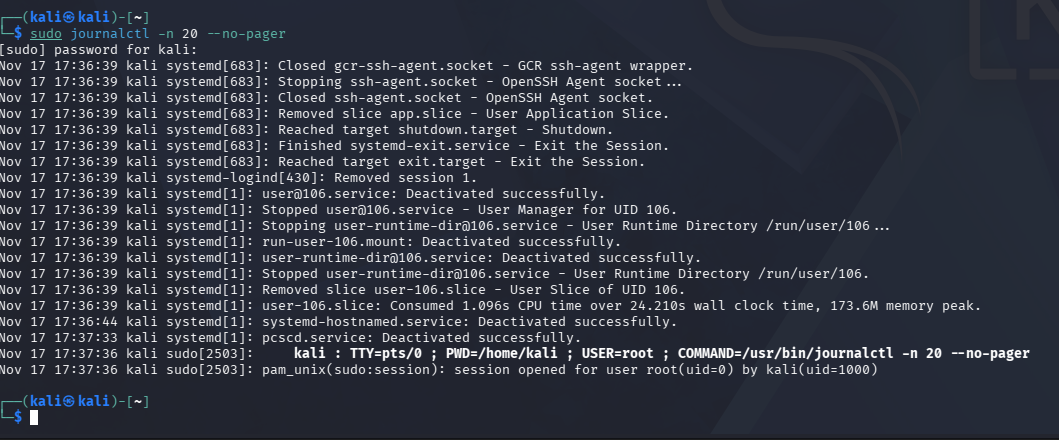 ┌──(kali㉿kali)-[~]
└─$ sudo journalctl -n 20 --no-pager
[sudo] password for kali:
Nov 17 17:36:39 kali systemd[683]: Closed gcr-ssh-agent.socket - GCR ssh-agent wrapper.
Nov 17 17:36:39 kali systemd[683]: Stopping ssh-agent.socket - OpenSSH Agent socket...
Nov 17 17:36:39 kali systemd[683]: Closed ssh-agent.socket - OpenSSH Agent socket.
Nov 17 17:36:39 kali systemd[683]: Removed slice app.slice - User Application Slice.
Nov 17 17:36:39 kali systemd[683]: Reached target shutdown.target - Shutdown.
Nov 17 17:36:39 kali systemd[683]: Finished systemd-exit.service - Exit the Session.
Nov 17 17:36:39 kali systemd[683]: Reached target exit.target - Exit the Session.
Nov 17 17:36:39 kali systemd-logind[430]: Removed session 1.
Nov 17 17:36:39 kali systemd[1]: user@106.service: Deactivated successfully.
Nov 17 17:36:39 kali systemd[1]: Stopped user@106.service - User Manager for UID 106.
Nov 17 17:36:39 kali systemd[1]: Stopping user-runtime-dir@106.service - User Runtime Directory /run/user/106...
Nov 17 17:36:39 kali systemd[1]: run-user-106.mount: Deactivated successfully.
Nov 17 17:36:39 kali systemd[1]: user-runtime-dir@106.service: Deactivated successfully.
Nov 17 17:36:39 kali systemd[1]: Stopped user-runtime-dir@106.service - User Runtime Directory /run/user/106.
Nov 17 17:36:39 kali systemd[1]: Removed slice user-106.slice - User Slice of UID 106.
Nov 17 17:36:39 kali systemd[1]: user-106.slice: Consumed 1.096s CPU time over 24.210s wall clock time, 173.6M memory peak.
Nov 17 17:36:44 kali systemd[1]: systemd-hostnamed.service: Deactivated successfully.
Nov 17 17:37:33 kali systemd[1]: pcscd.service: Deactivated successfully.
Nov 17 17:37:36 kali sudo[2503]:     kali : TTY=pts/0 ; PWD=/home/kali ; USER=root ; COMMAND=/usr/bin/journalctl -n 20 --no-pager
Nov 17 17:37:36 kali sudo[2503]: pam_unix(sudo:session): session opened for user root(uid=0) by kali(uid=1000)
┌──(kali㉿kali)-[~]
└─$